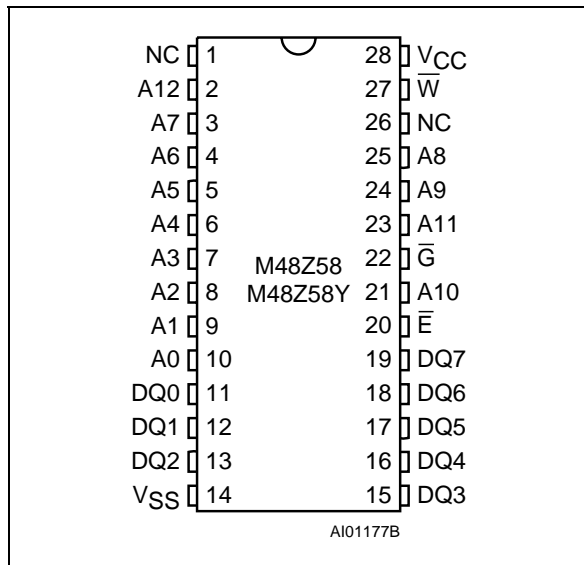 NC 1 28 VCC
A12 2 27 W̅
A7 3 26 NC
A6 4 25 A8
A5 5 24 A9
A4 6 23 A11
A3 7 22 G̅
A2 8 21 A10
A1 9 20 E̅
A0 10 19 DQ7
DQ0 11 18 DQ6
DQ1 12 17 DQ5
DQ2 13 16 DQ4
VSS 14 15 DQ3
M48Z58
M48Z58Y
AI01177B